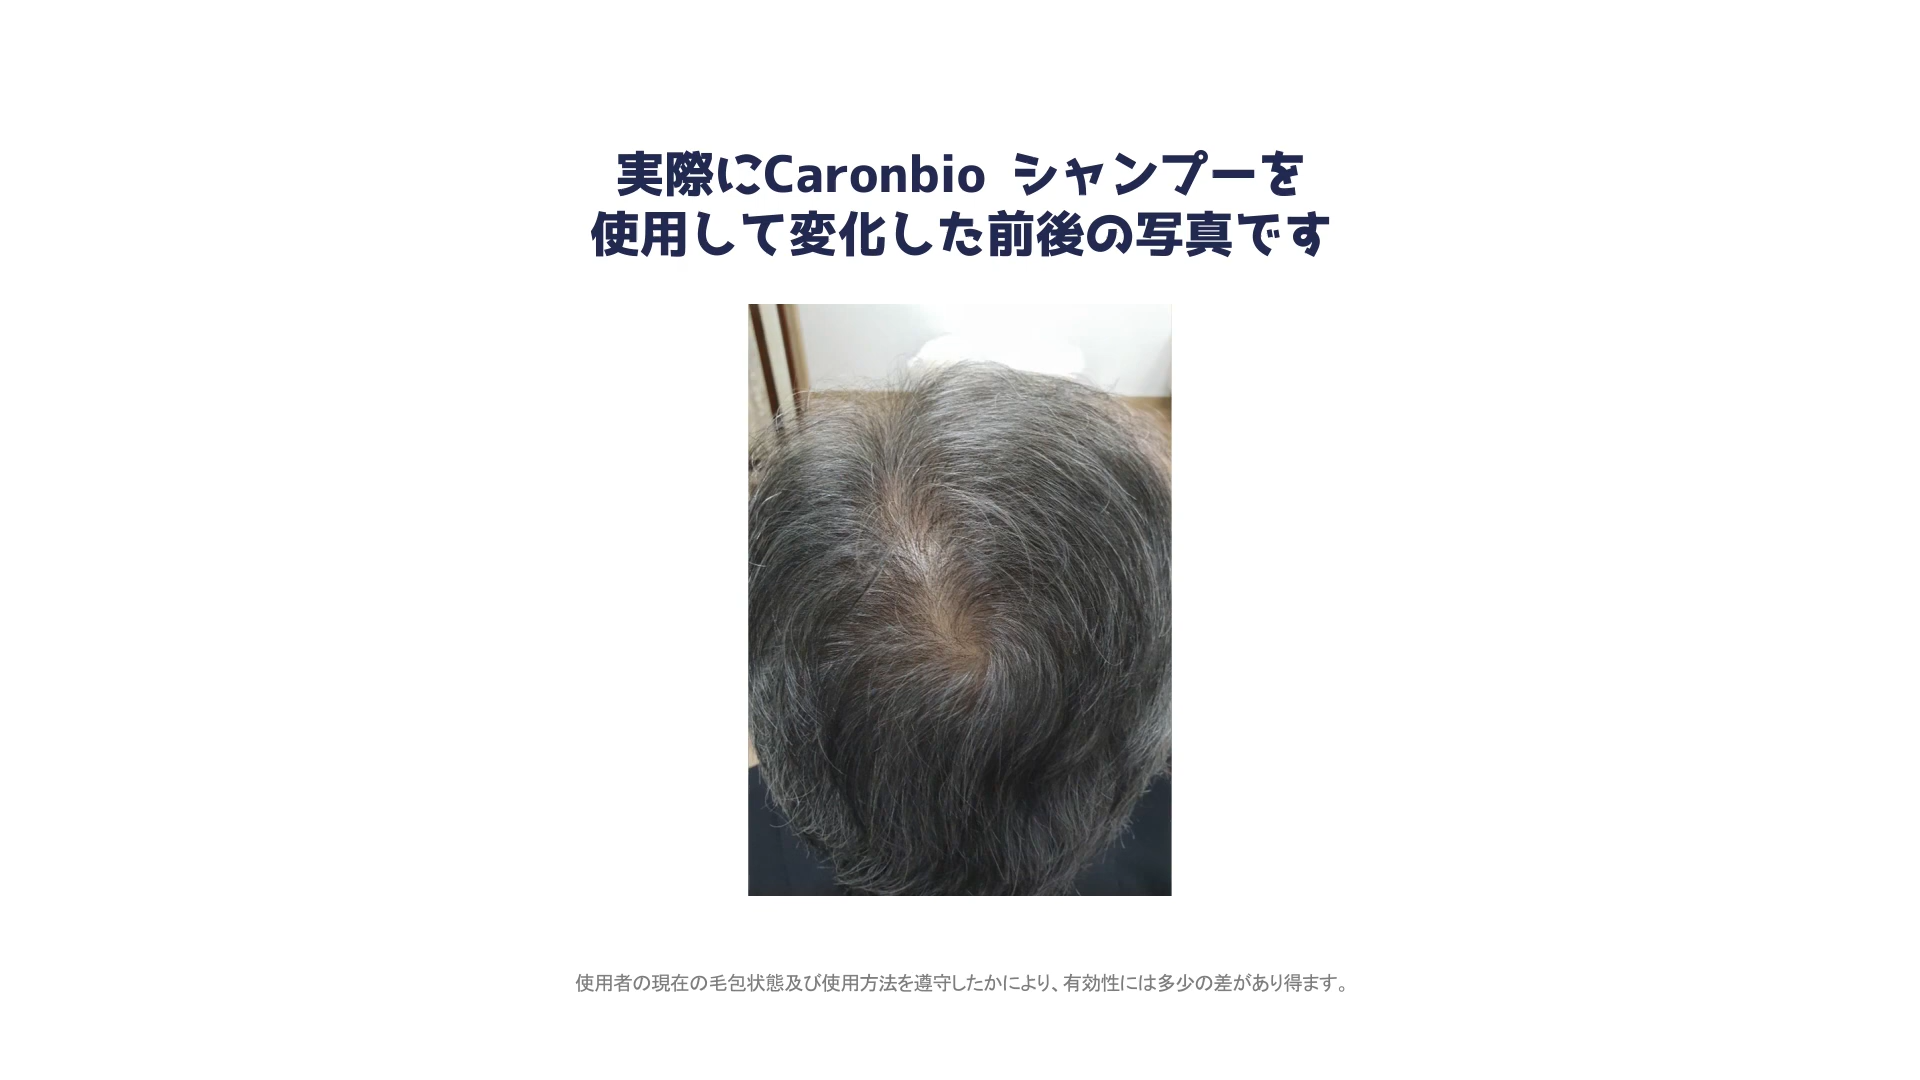 実際にCaronbio シャンプーを
使用して変化した前後の写真です
使用者の現在の毛包状態及び使用方法を遵守したかにより、有効性には多少の差があり得ます。